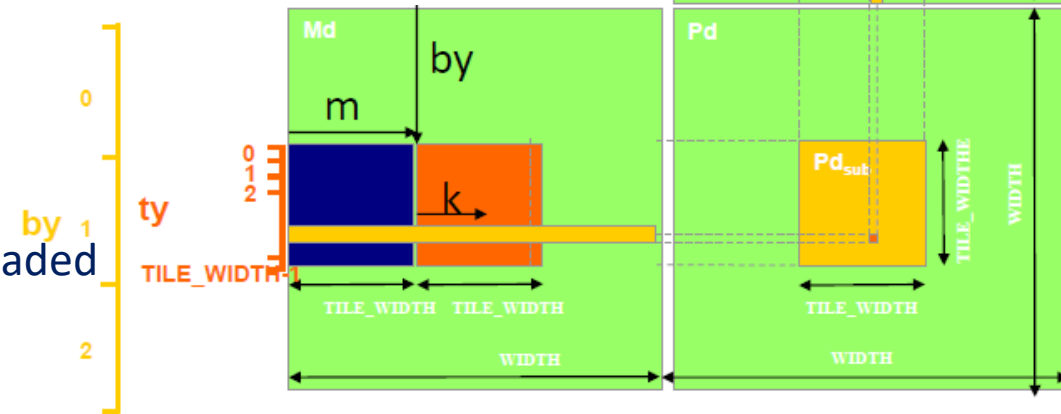 Md
Pd
by
0
m
0
1
2
k
Pd_sub
TILE_WIDTHE
WIDTH
ty
by 1
aded
TILE_WIDTH-1
TILE_WIDTH TILE_WIDTH
TILE_WIDTH
2
WIDTH
WIDTH